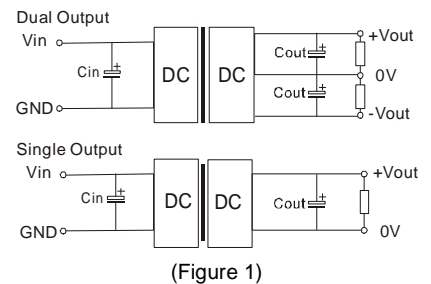 Dual Output
Vin
+Vout
Cout
+
Cin
+
DC
DC
0V
Cout
+
GND
-Vout
Single Output
Vin
+Vout
Cin
+
DC
DC
Cout
+
GND
0V
(Figure 1)